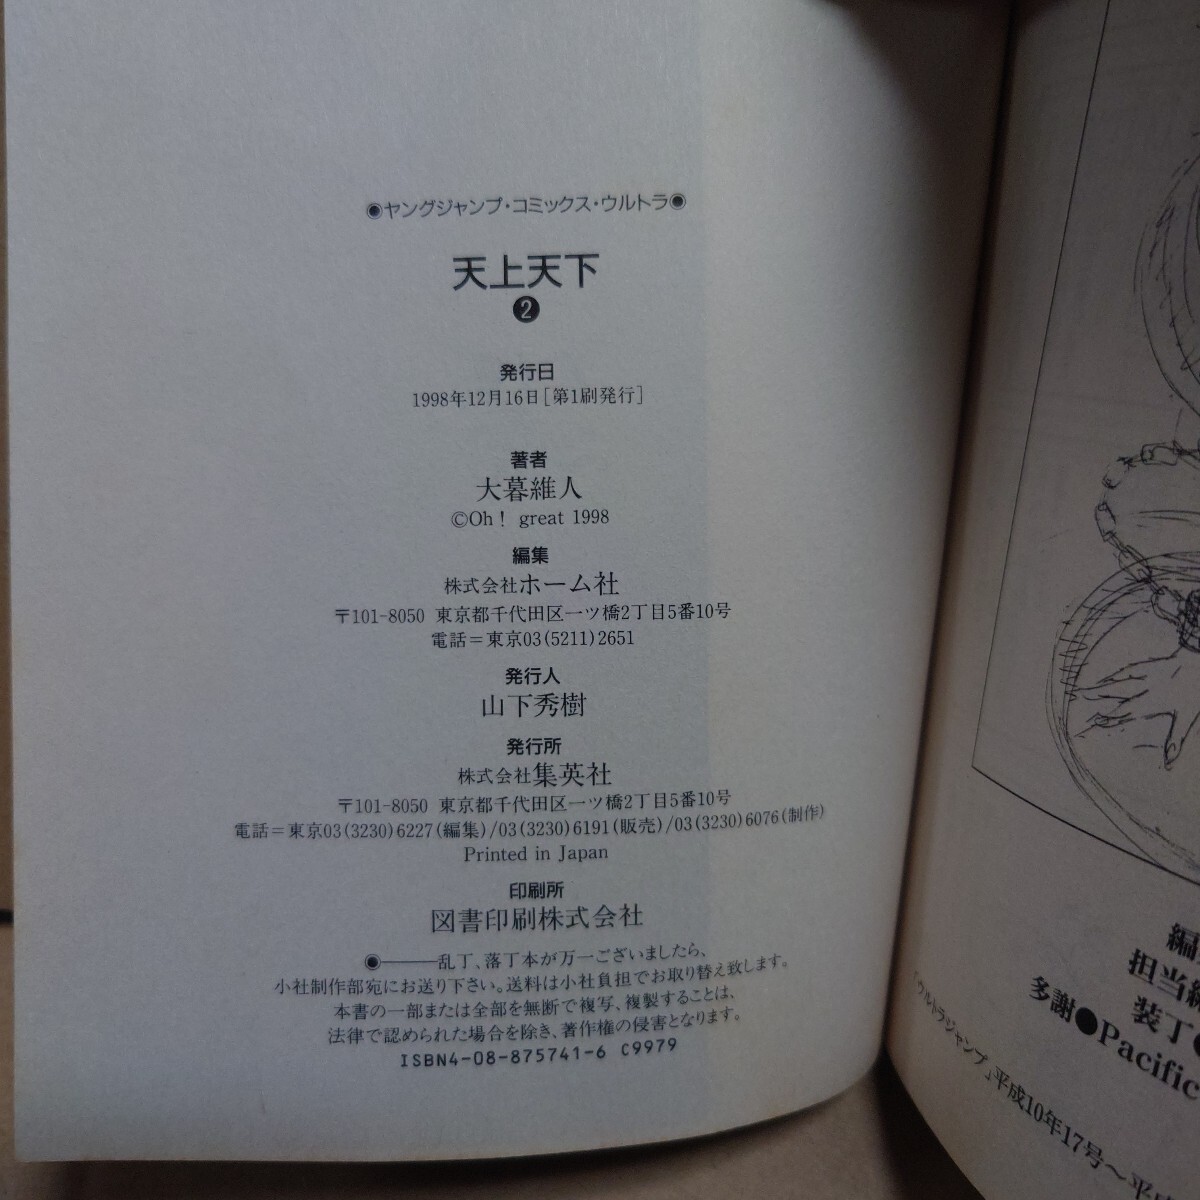 ◉ヤングジャンプ・コミックス・ウルトラ◉
天上天下
❷
発行日
1998年12月16日[第1刷発行]
著者
大暮維人
©Oh! great 1998
編集
株式会社ホーム社
〒101-8050 東京都千代田区一ツ橋2丁目5番10号
電話=東京03(5211)2651
発行人
山下秀樹
発行所
株式会社集英社
〒101-8050 東京都千代田区一ツ橋2丁目5番10号
電話=東京03(3230)6227(編集)/03(3230)6191(販売)/03(3230)6076(制作)
Printed in Japan
印刷所
図書印刷株式会社
◉――乱丁、落丁本が万一ございましたら、
小社制作部宛にお送り下さい。送料は小社負担でお取り替え致します。
本書の一部または全部を無断で複写、複製することは、
法律で認められた場合を除き、著作権の侵害となります。
ISBN4-08-875741-6 C9979
編
担当編
装丁●
多謝●Pacific
「ウルトラジャンプ」平成10年17号〜平成